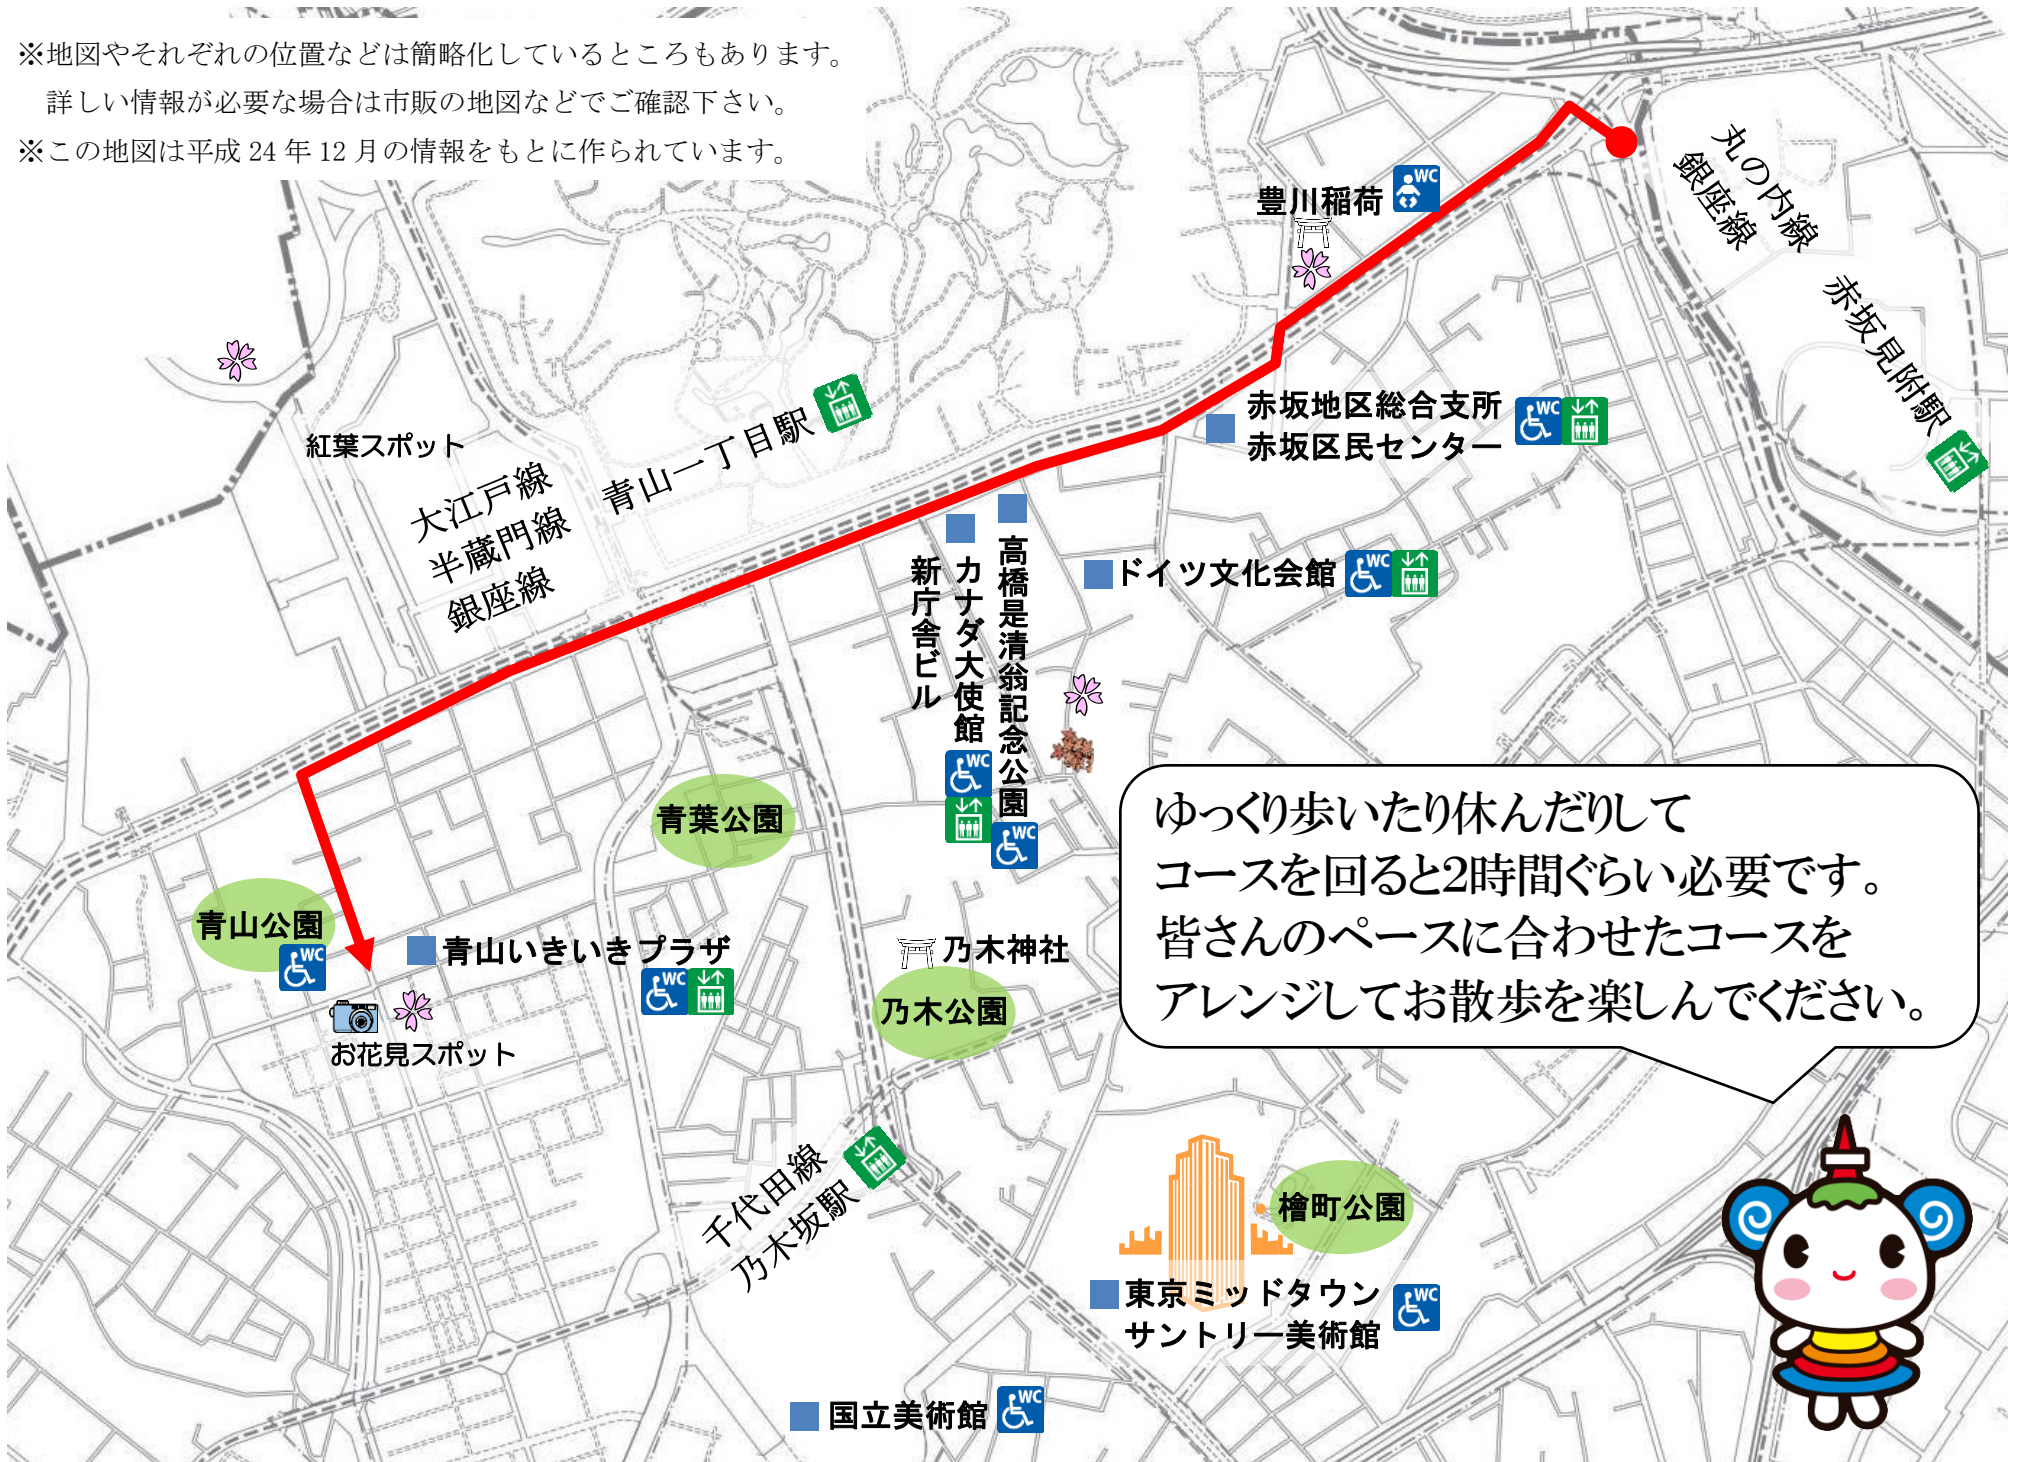 ※地図やそれぞれの位置などは簡略化しているところもあります。
詳しい情報が必要な場合は市販の地図などでご確認下さい。
※この地図は平成 24 年 12 月の情報をもとに作られています。
丸の内線
銀座線
赤坂見附駅
豊川稲荷
WC
赤坂地区総合支所
赤坂区民センター
WC
紅葉スポット
大江戸線
半蔵門線
銀座線
青山一丁目駅
ドイツ文化会館
WC
高橋是清翁記念公園
WC
カナダ大使館
新庁舎ビル
WC
青葉公園
青山公園
WC
青山いきいきプラザ
WC
お花見スポット
乃木神社
乃木公園
ゆっくり歩いたり休んだりして
コースを回ると2時間ぐらい必要です。
皆さんのペースに合わせたコースを
アレンジしてお散歩を楽しんでください。
千代田線
乃木坂駅
檜町公園
東京ミッドタウン
サントリー美術館
WC
国立美術館
WC